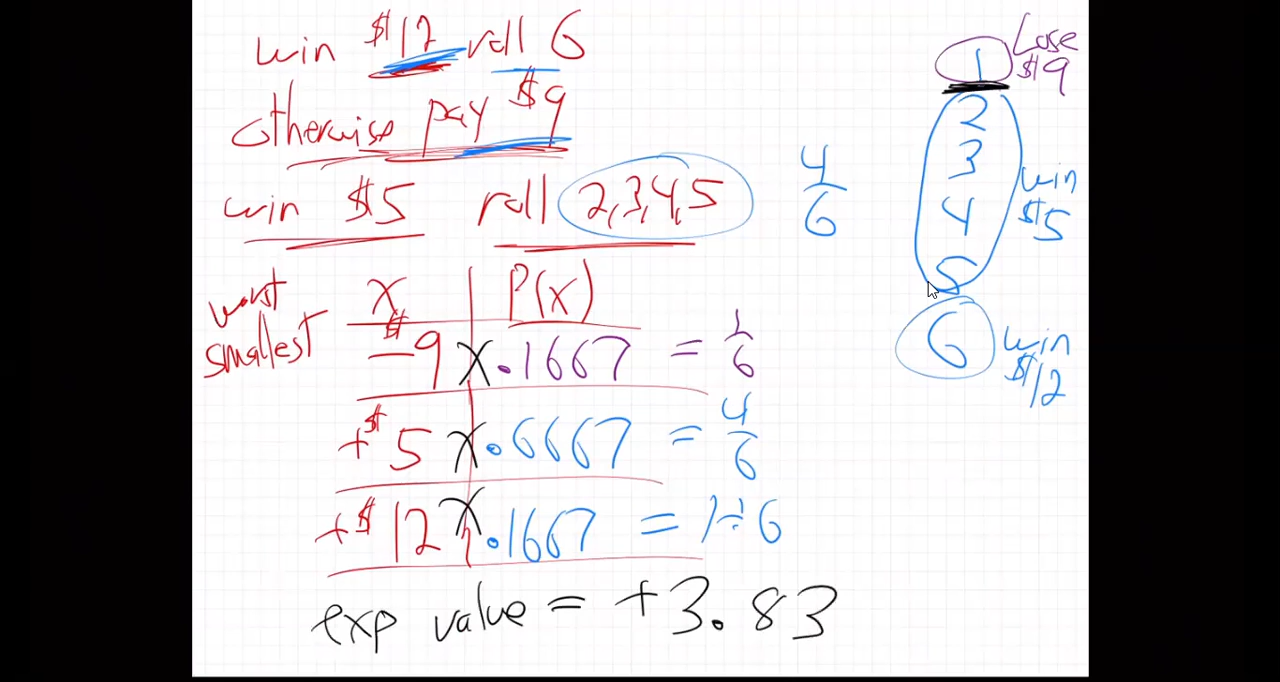 win $12 roll 6
otherwise pay $9
win $5 roll 2,3,4,5
4/6
1 Lose $9
2
3
4
5
win $5
6 win $12
worst smallest
x P(x)
-$9 x .1667 = 1/6
+$5 x .6667 = 4/6
+$12 x .1667 = 1÷6
exp value = +3.83